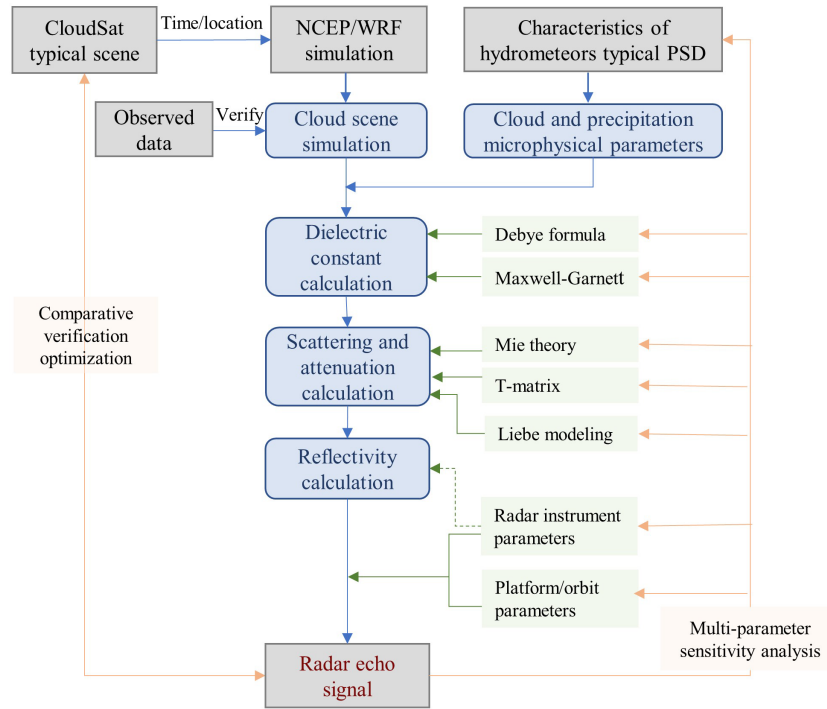 CloudSat
typical scene
Time/location
NCEP/WRF
simulation
Characteristics of
hydrometeors typical PSD
Observed
data
Verify
Cloud scene
simulation
Cloud and precipitation
microphysical parameters
Dielectric
constant
calculation
Debye formula
Maxwell-Garnett
Comparative
verification
optimization
Scattering and
attenuation
calculation
Mie theory
T-matrix
Liebe modeling
Reflectivity
calculation
Radar instrument
parameters
Platform/orbit
parameters
Multi-parameter
sensitivity analysis
Radar echo
signal